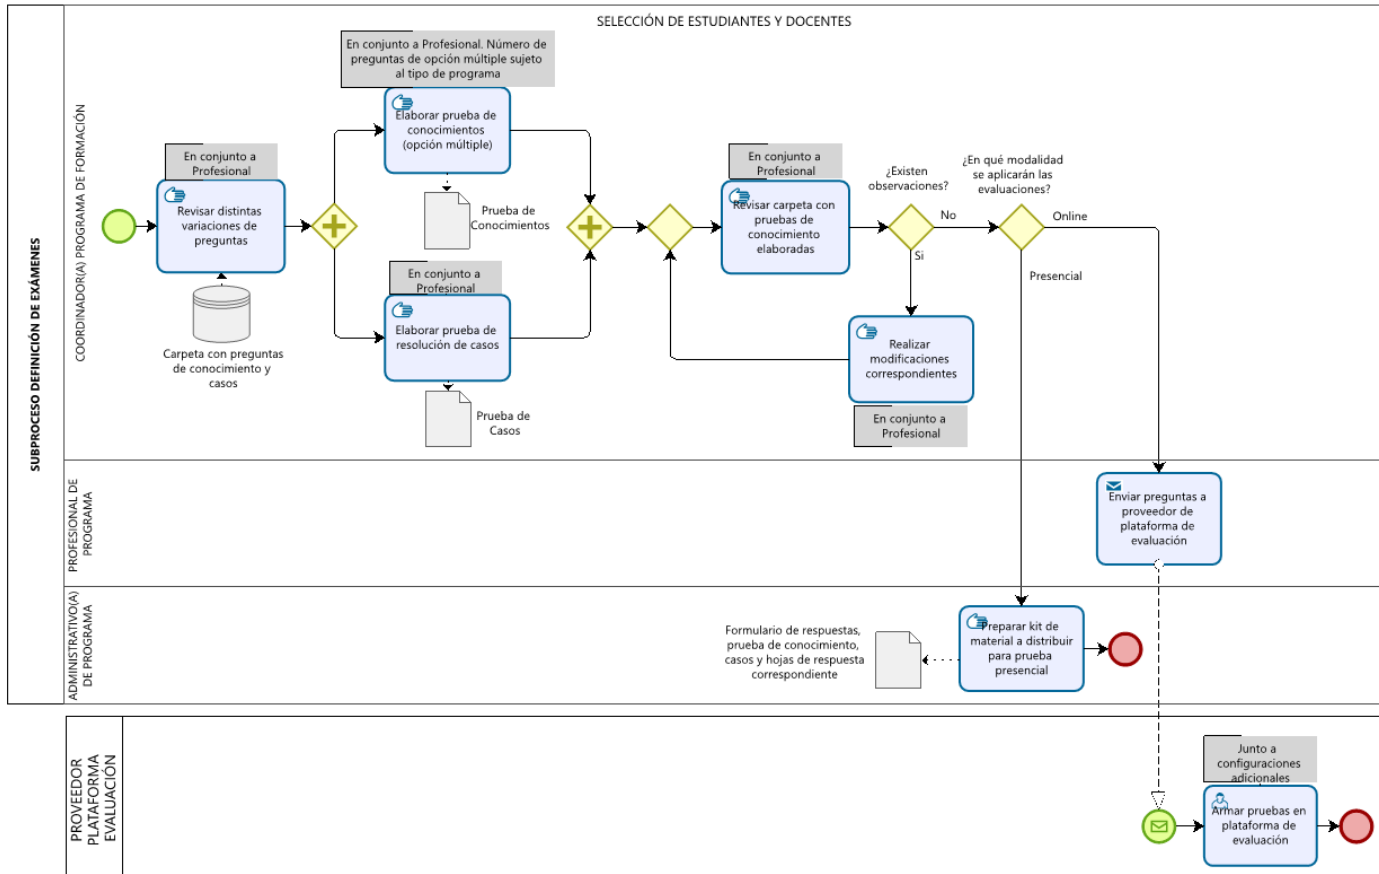 SELECCIÓN DE ESTUDIANTES Y DOCENTES
SUBPROCESO DEFINICIÓN DE EXÁMENES
COORDINADOR(A) PROGRAMA DE FORMACIÓN
En conjunto a
Profesional
Revisar distintas
variaciones de
preguntas
Carpeta con preguntas
de conocimiento y
casos
En conjunto a Profesional. Número de
preguntas de opción múltiple sujeto
al tipo de programa
Elaborar prueba de
conocimientos
(opción múltiple)
Prueba de
Conocimientos
En conjunto a
Profesional
Elaborar prueba de
resolución de casos
Prueba de
Casos
En conjunto a
Profesional
Revisar carpeta con
pruebas de
conocimiento
elaboradas
¿Existen
observaciones?
No
Si
Realizar
modificaciones
correspondientes
En conjunto a
Profesional
¿En qué modalidad
se aplicarán las
evaluaciones?
Online
Presencial
PROFESIONAL DE
PROGRAMA
Enviar preguntas a
proveedor de
plataforma de
evaluación
ADMINISTRATIVO(A)
DE PROGRAMA
Formulario de respuestas,
prueba de conocimiento,
casos y hojas de respuesta
correspondiente
Preparar kit de
material a distribuir
para prueba
presencial
PROVEEDOR
PLATAFORMA
EVALUACIÓN
Junto a
configuraciones
adicionales
Armar pruebas en
plataforma de
evaluación